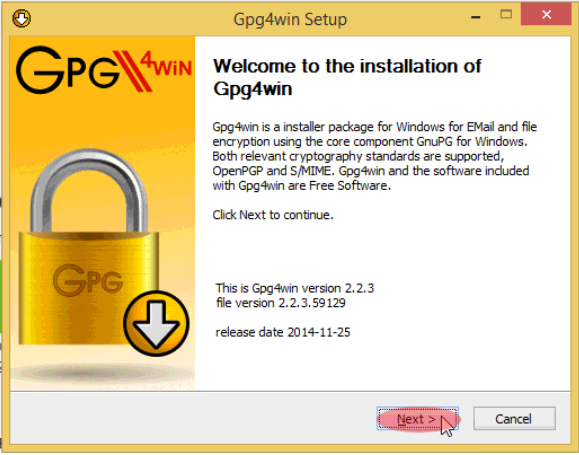 Gpg4win Setup
GPG4WIN
Welcome to the installation of
Gpg4win
Gpg4win is a installer package for Windows for EMail and file
encryption using the core component GnuPG for Windows.
Both relevant cryptography standards are supported,
OpenPGP and S/MIME. Gpg4win and the software included
with Gpg4win are Free Software.
Click Next to continue.
GPG
This is Gpg4win version 2.2.3
file version 2.2.3.59129
release date 2014-11-25
Next >
Cancel